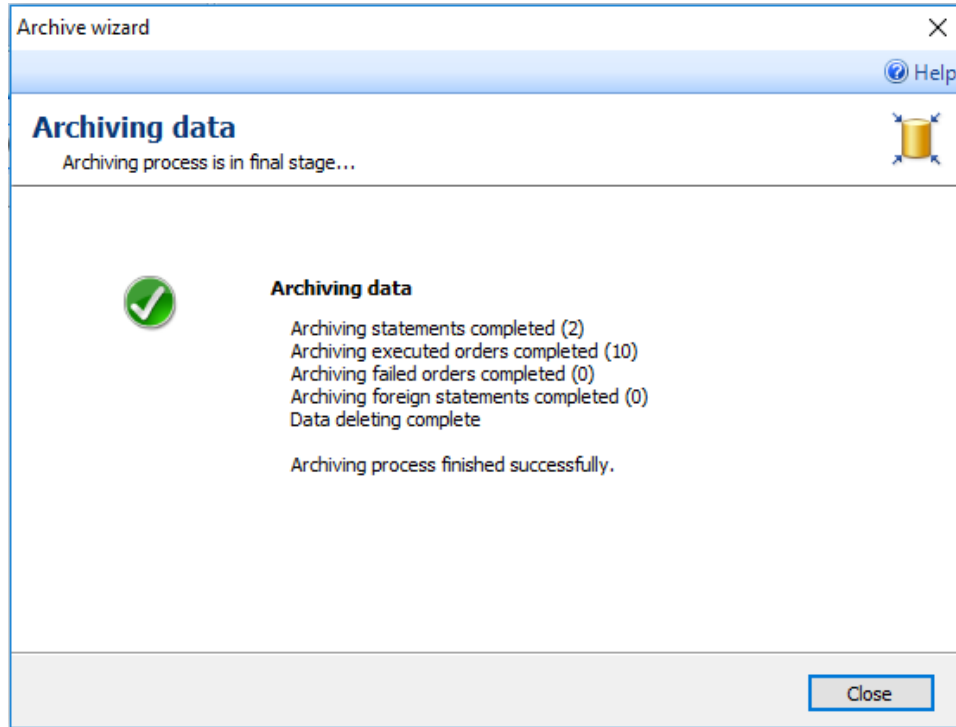 Archive wizard
Help
Archiving data
Archiving process is in final stage...
Archiving data
Archiving statements completed (2)
Archiving executed orders completed (10)
Archiving failed orders completed (0)
Archiving foreign statements completed (0)
Data deleting complete
Archiving process finished successfully.
Close